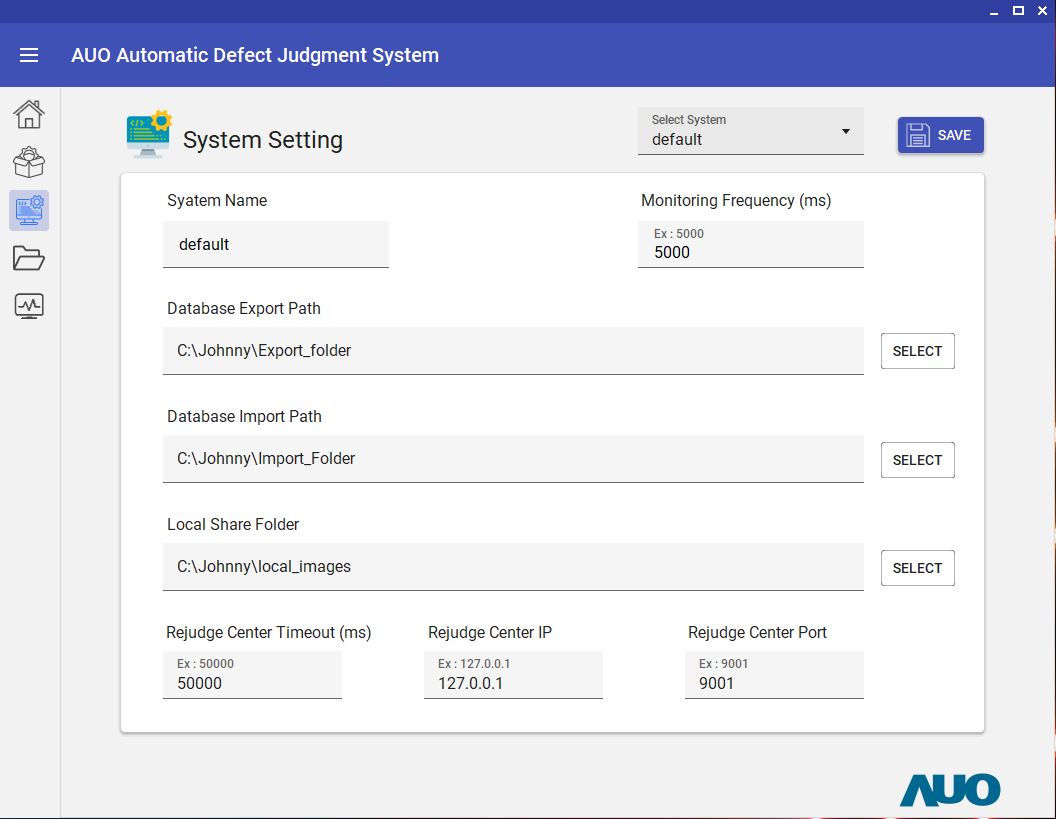 AUO Automatic Defect Judgment System
System Setting
Select System
default
SAVE
Syatem Name
default
Monitoring Frequency (ms)
Ex : 5000
5000
Database Export Path
C:\Johnny\Export_folder
SELECT
Database Import Path
C:\Johnny\Import_Folder
SELECT
Local Share Folder
C:\Johnny\local_images
SELECT
Rejudge Center Timeout (ms)
Ex : 50000
50000
Rejudge Center IP
Ex : 127.0.0.1
127.0.0.1
Rejudge Center Port
Ex : 9001
9001
AUO